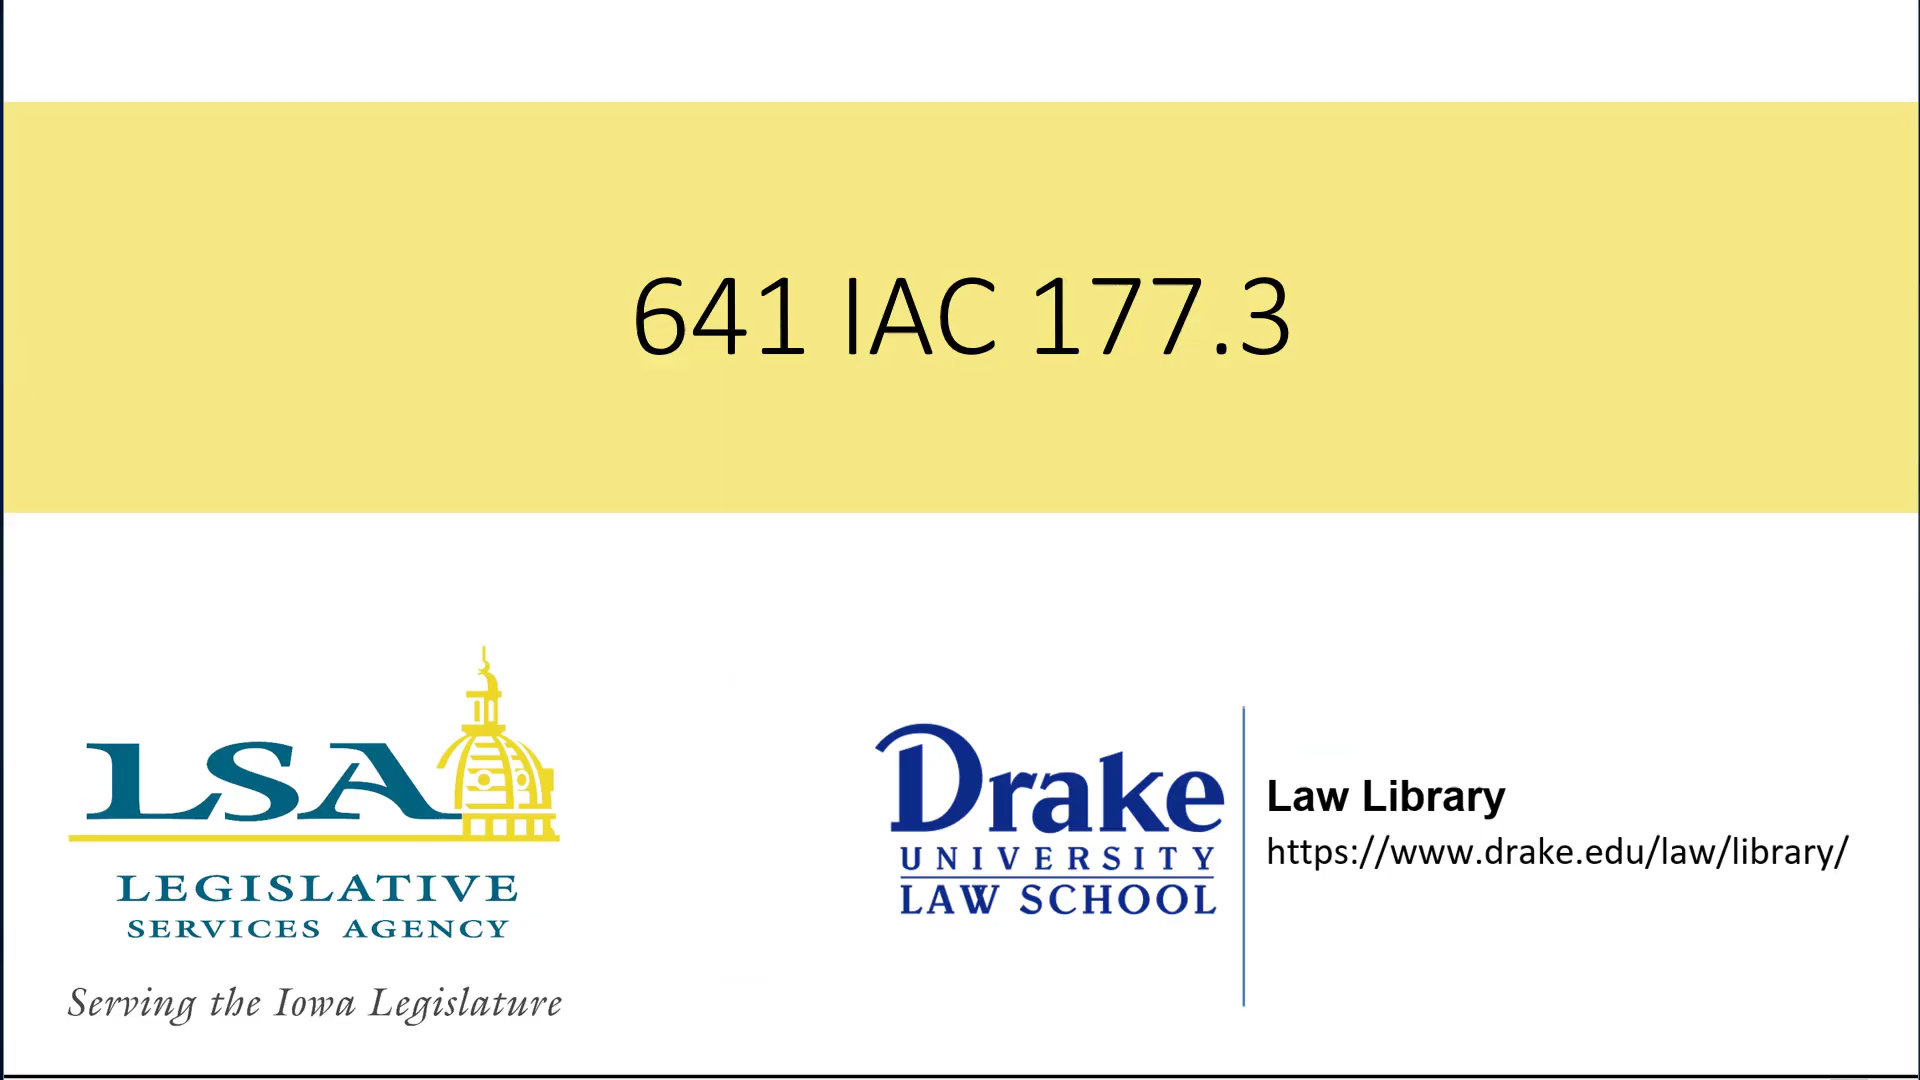 641 IAC 177.3
LSA
LEGISLATIVE
SERVICES AGENCY
Serving the Iowa Legislature
Drake
UNIVERSITY
LAW SCHOOL
Law Library
https://www.drake.edu/law/library/